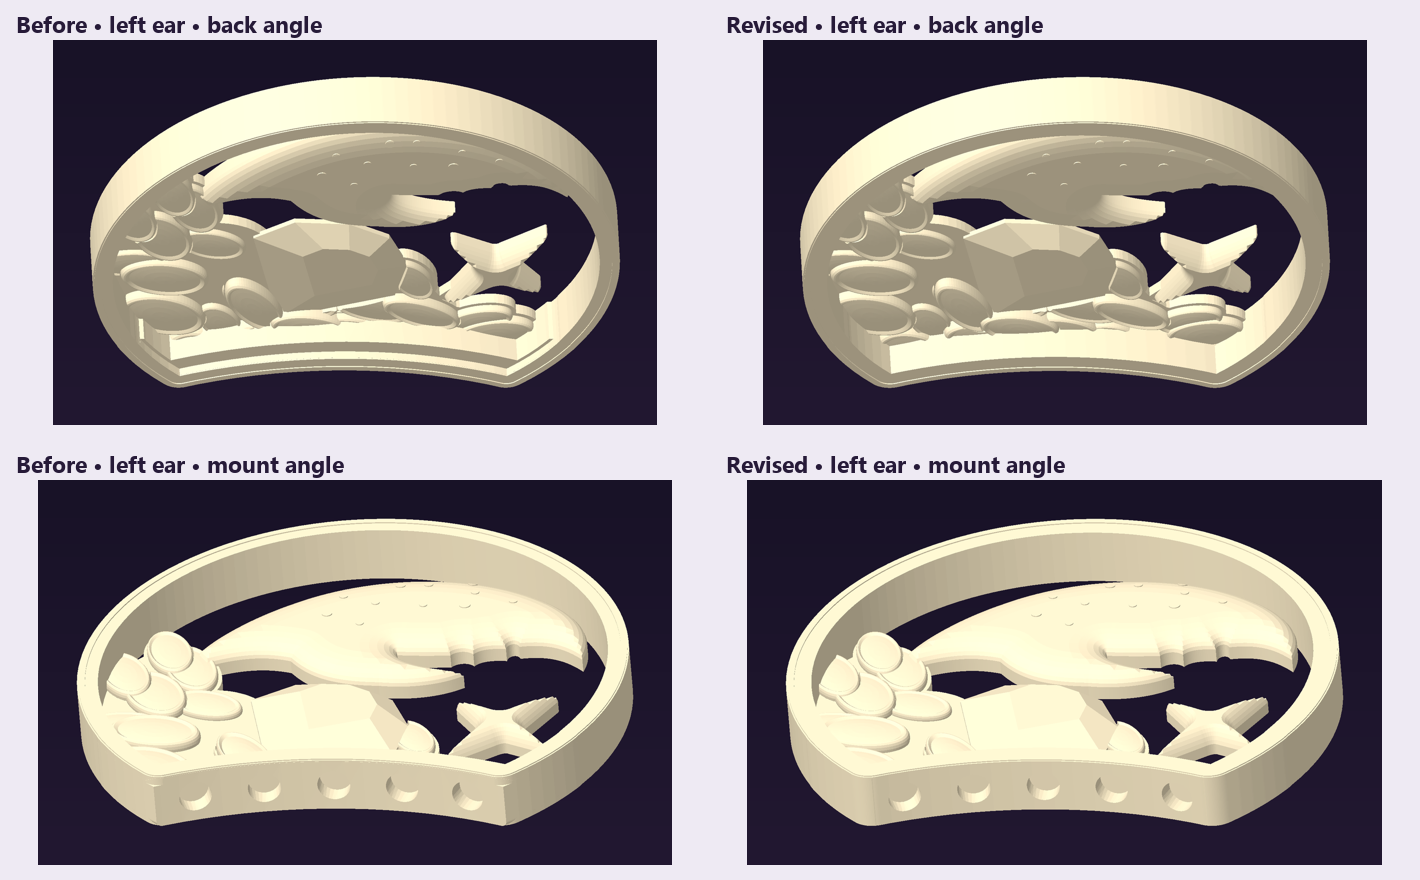 Before • left ear • back angle
Revised • left ear • back angle
Before • left ear • mount angle
Revised • left ear • mount angle